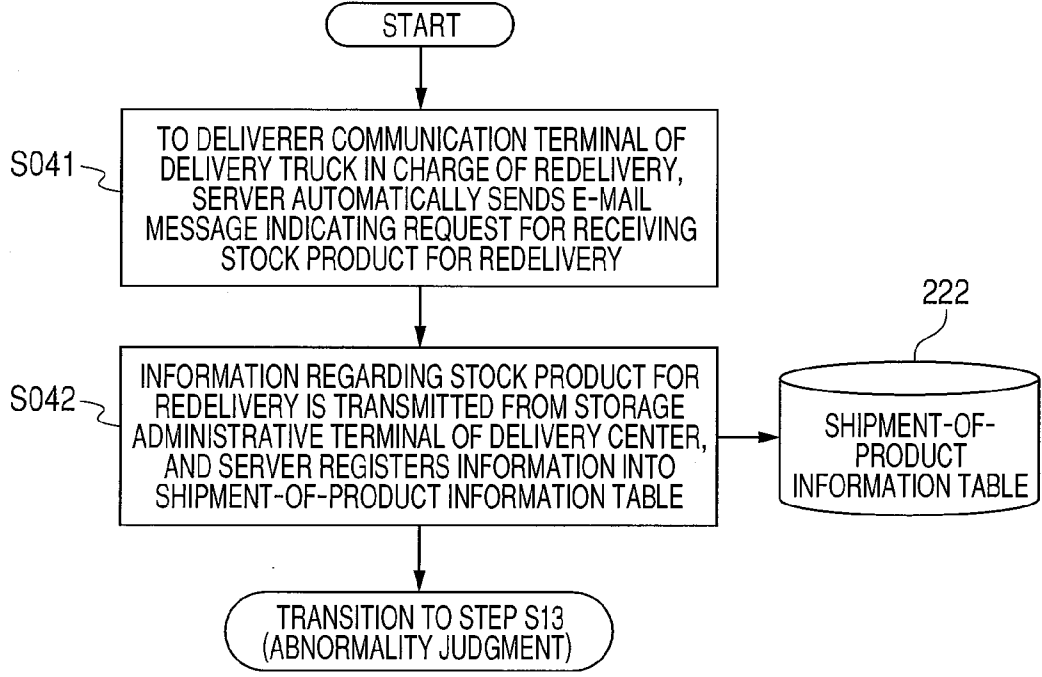 START
S041
TO DELIVERER COMMUNICATION TERMINAL OF
DELIVERY TRUCK IN CHARGE OF REDELIVERY,
SERVER AUTOMATICALLY SENDS E-MAIL
MESSAGE INDICATING REQUEST FOR RECEIVING
STOCK PRODUCT FOR REDELIVERY
S042
INFORMATION REGARDING STOCK PRODUCT FOR
REDELIVERY IS TRANSMITTED FROM STORAGE
ADMINISTRATIVE TERMINAL OF DELIVERY CENTER,
AND SERVER REGISTERS INFORMATION INTO
SHIPMENT-OF-PRODUCT INFORMATION TABLE
222
SHIPMENT-OF-
PRODUCT
INFORMATION TABLE
TRANSITION TO STEP S13
(ABNORMALITY JUDGMENT)